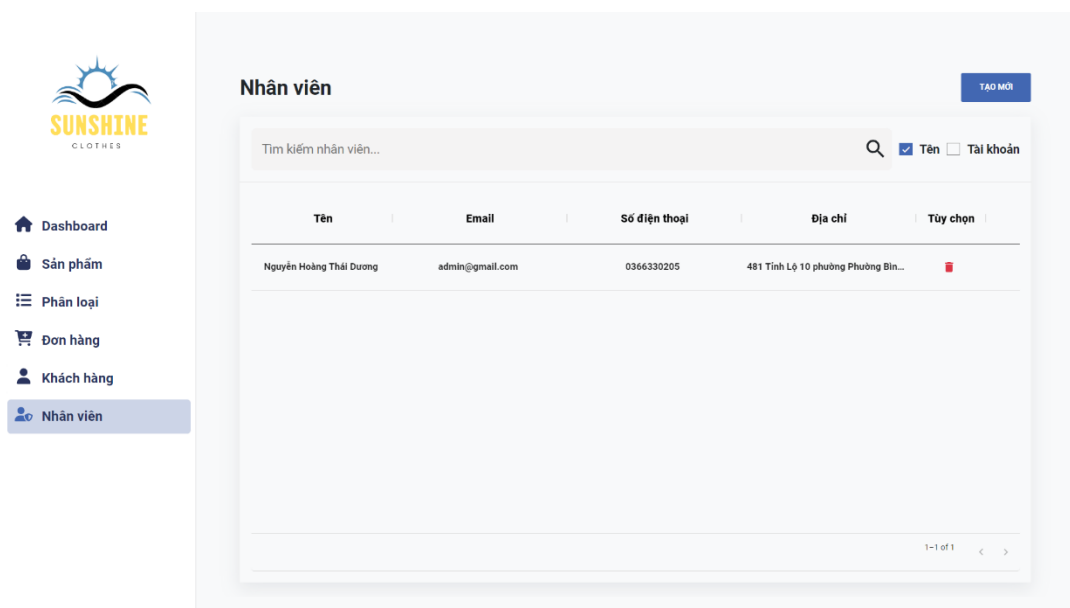 SUNSHINE
CLOTHES
Dashboard
Sản phẩm
Phân loại
Đơn hàng
Khách hàng
Nhân viên
Nhân viên
TẠO MỚI
Tìm kiếm nhân viên...
Tên
Tài khoản
Tên Email Số điện thoại Địa chỉ Tùy chọn
Nguyễn Hoàng Thái Dương admin@gmail.com 0366330205 481 Tỉnh Lộ 10 phường Phường Bìn...
1–1 of 1